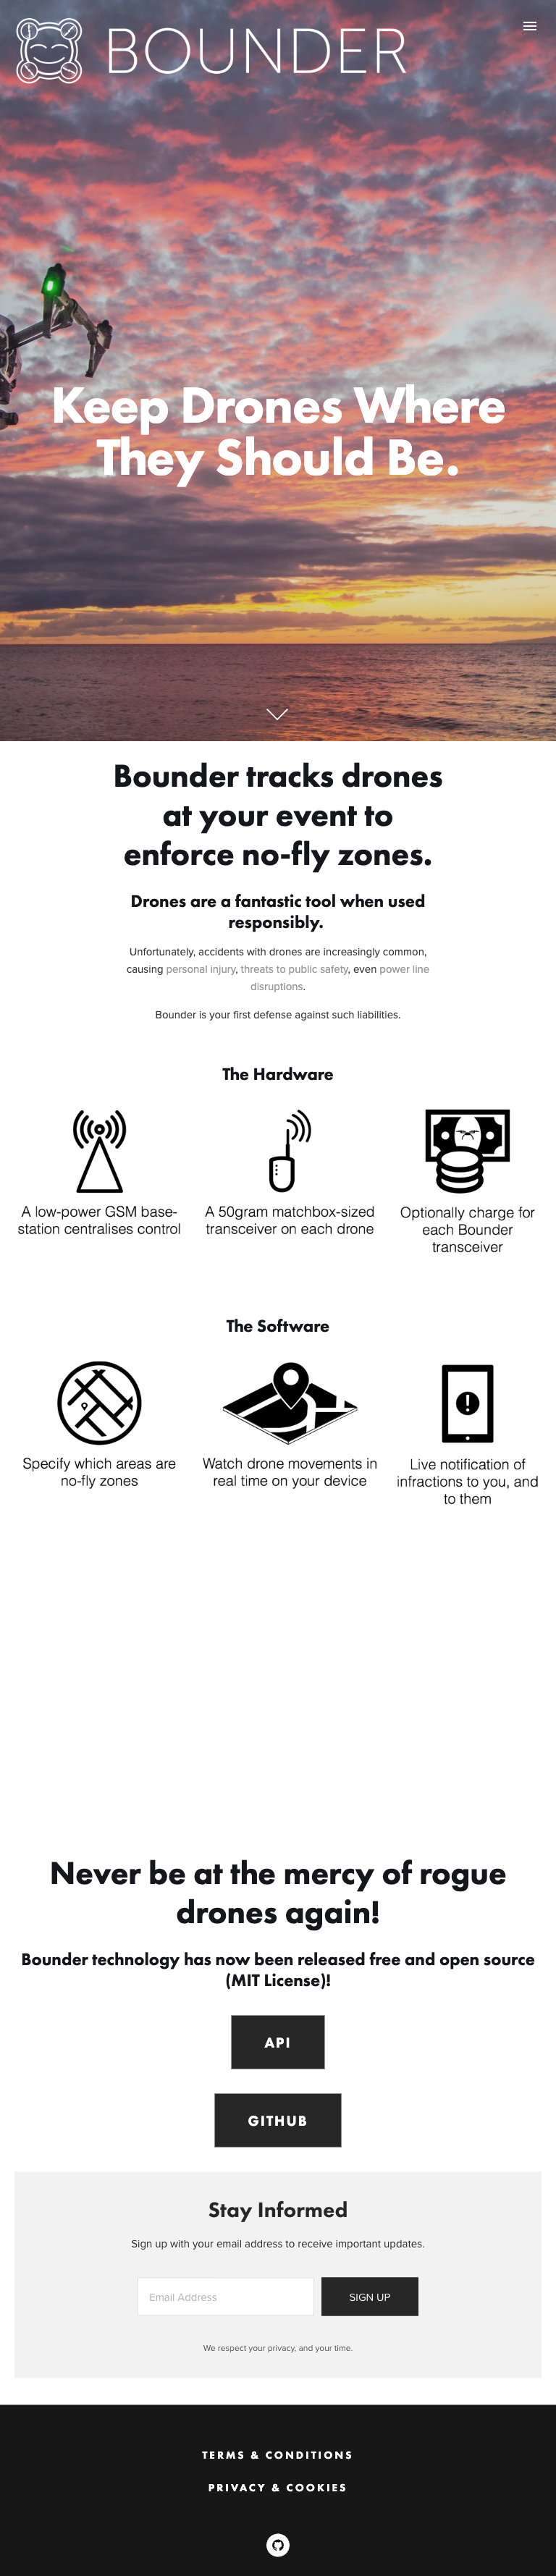 BOUNDER
Keep Drones Where
They Should Be.
Bounder tracks drones
at your event to
enforce no-fly zones.
Drones are a fantastic tool when used
responsibly.
Unfortunately, accidents with drones are increasingly common,
causing personal injury, threats to public safety, even power line
disruptions.
Bounder is your first defense against such liabilities.
The Hardware
A low-power GSM base-
station centralises control
A 50gram matchbox-sized
transceiver on each drone
Optionally charge for
each Bounder
transceiver
The Software
Specify which areas are
no-fly zones
Watch drone movements in
real time on your device
Live notification of
infractions to you, and
to them
Never be at the mercy of rogue
drones again!
Bounder technology has now been released free and open source
(MIT License)!
API
GITHUB
Stay Informed
Sign up with your email address to receive important updates.
Email Address
SIGN UP
We respect your privacy, and your time.
TERMS & CONDITIONS
PRIVACY & COOKIES